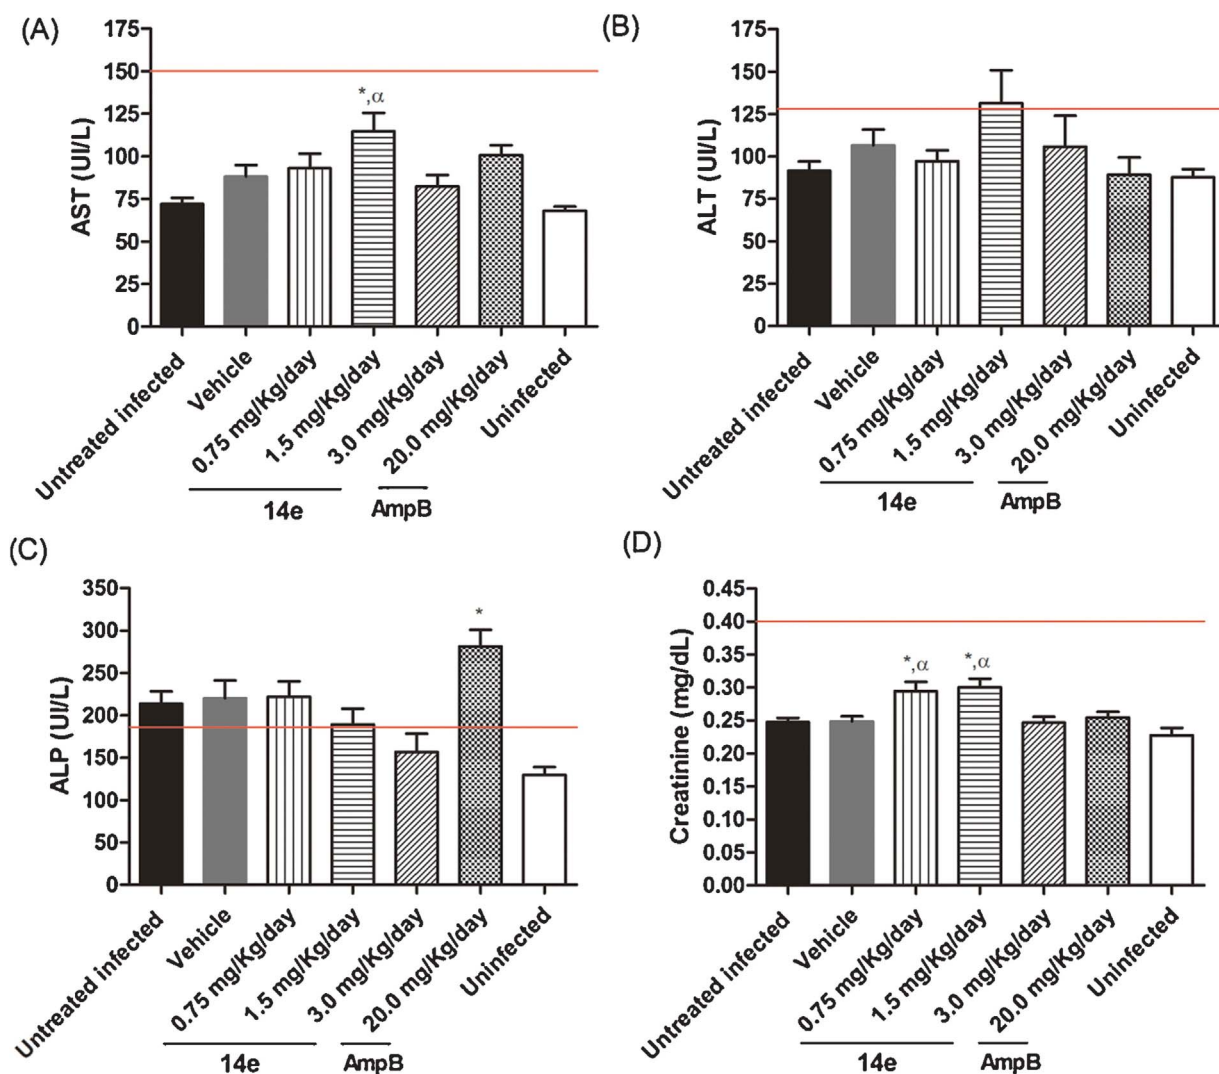 (A)
175
150
125
100
75
50
25
0
AST (UI/L)
*,α
Untreated infected
Vehicle
0.75 mg/Kg/day
1.5 mg/Kg/day
3.0 mg/Kg/day
20.0 mg/Kg/day
Uninfected
14e
AmpB
(B)
175
150
125
100
75
50
25
0
ALT (UI/L)
Untreated infected
Vehicle
0.75 mg/Kg/day
1.5 mg/Kg/day
3.0 mg/Kg/day
20.0 mg/Kg/day
Uninfected
14e
AmpB
(C)
350
300
250
200
150
100
50
0
ALP (UI/L)
*
Untreated infected
Vehicle
0.75 mg/Kg/day
1.5 mg/Kg/day
3.0 mg/Kg/day
20.0 mg/Kg/day
Uninfected
14e
AmpB
(D)
0.45
0.40
0.35
0.30
0.25
0.20
0.15
0.10
0.05
0.00
Creatinine (mg/dL)
*,α
*,α
Untreated infected
Vehicle
0.75 mg/Kg/day
1.5 mg/Kg/day
3.0 mg/Kg/day
20.0 mg/Kg/day
Uninfected
14e
AmpB